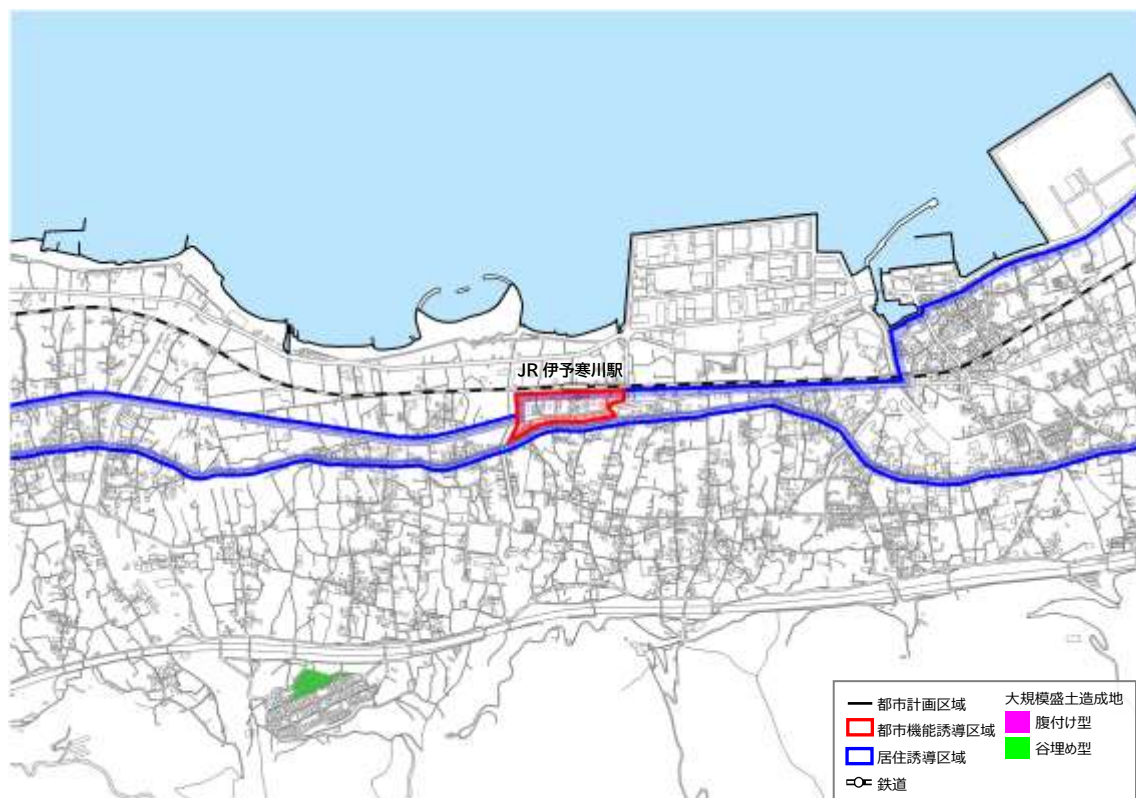 JR 伊予寒川駅
都市計画区域
都市機能誘導区域
居住誘導区域
鉄道
大規模盛土造成地
腹付け型
谷埋め型